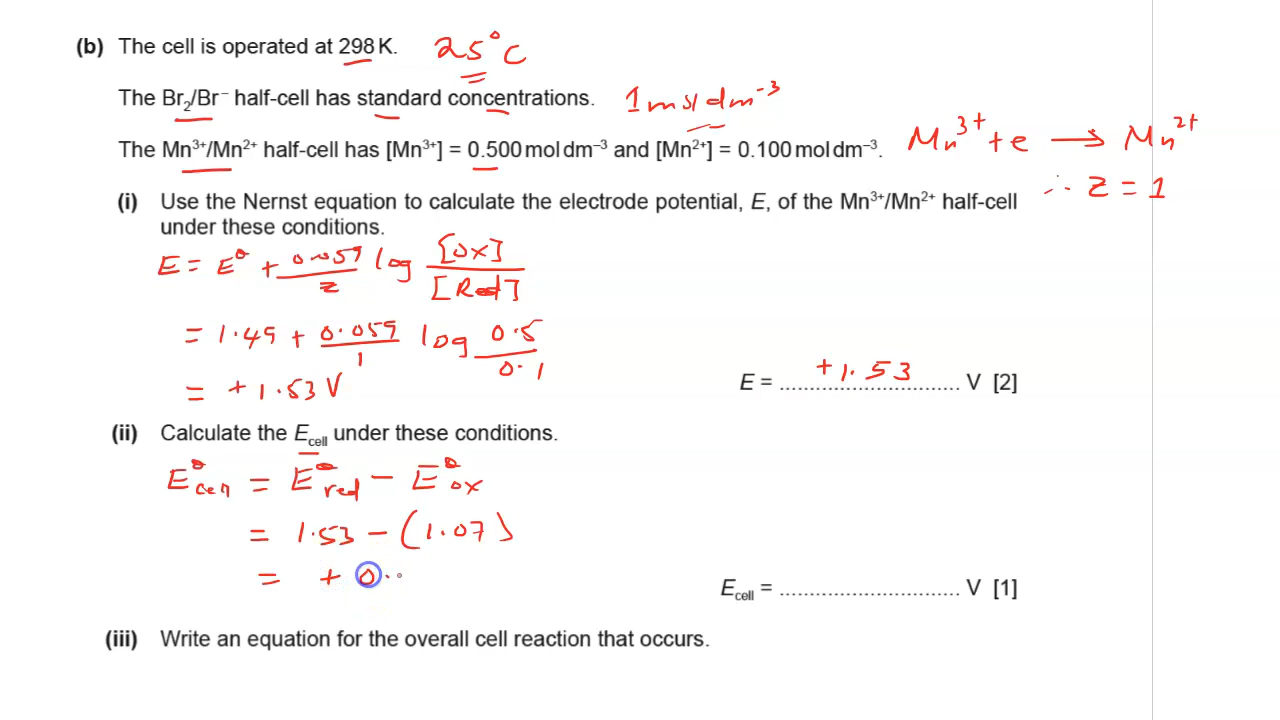 (b) The cell is operated at 298 K. 25°C
The Br₂/Br⁻ half-cell has standard concentrations. 1 mol dm⁻³
The Mn³⁺/Mn²⁺ half-cell has [Mn³⁺] = 0.500 mol dm⁻³ and [Mn²⁺] = 0.100 mol dm⁻³. Mn³⁺ + e ⟶ Mn²⁺
∴ z = 1
(i) Use the Nernst equation to calculate the electrode potential, E, of the Mn³⁺/Mn²⁺ half-cell
under these conditions.
E = E^θ + 0.059/z log [Ox]/[Red]
= 1.49 + 0.059/1 log 0.5/0.1
= + 1.53 V
E = +1.53 V [2]
(ii) Calculate the E_cell under these conditions.
E^θ_cell = E^θ_red − E^θ_ox
= 1.53 − (1.07)
= + 0.
E_cell = .............................. V [1]
(iii) Write an equation for the overall cell reaction that occurs.